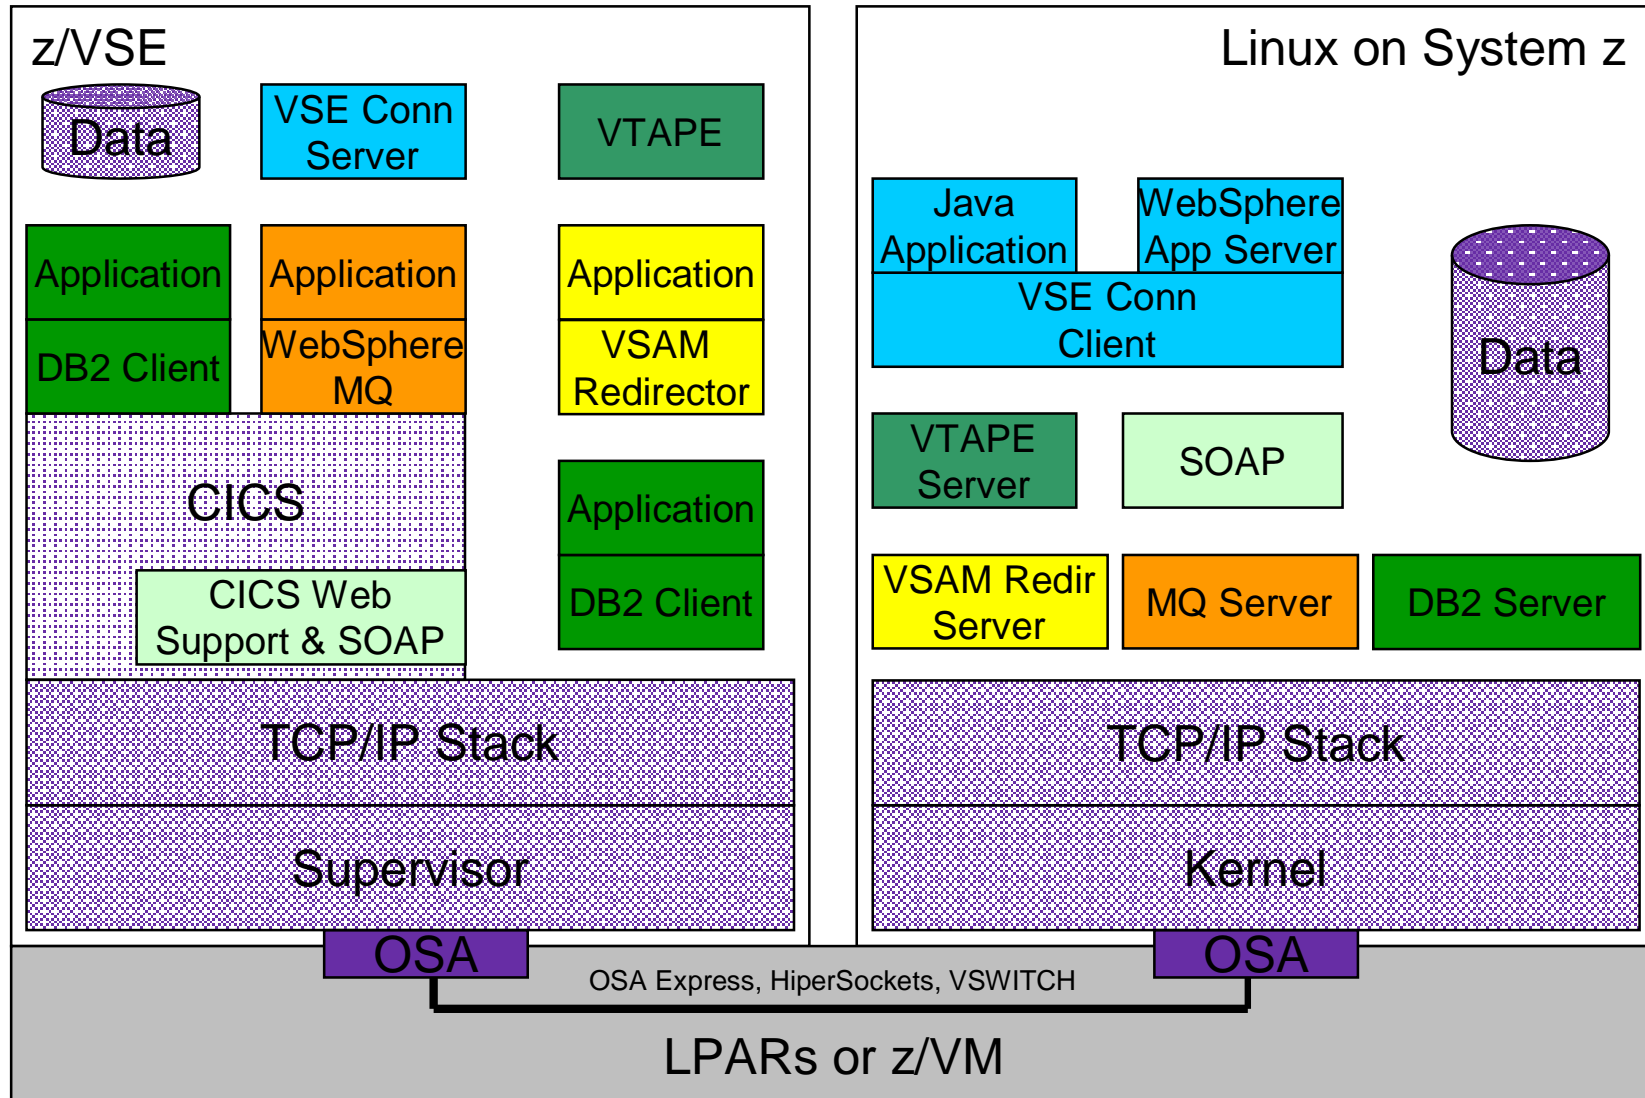 z/VSE
Data
VSE Conn
Server
VTAPE
Application
DB2 Client
Application
WebSphere
MQ
Application
VSAM
Redirector
CICS
CICS Web
Support & SOAP
Application
DB2 Client
TCP/IP Stack
Supervisor
OSA
Linux on System z
Java
Application
WebSphere
App Server
VSE Conn
Client
Data
VTAPE
Server
SOAP
VSAM Redir
Server
MQ Server
DB2 Server
TCP/IP Stack
Kernel
OSA
OSA Express, HiperSockets, VSWITCH
LPARs or z/VM